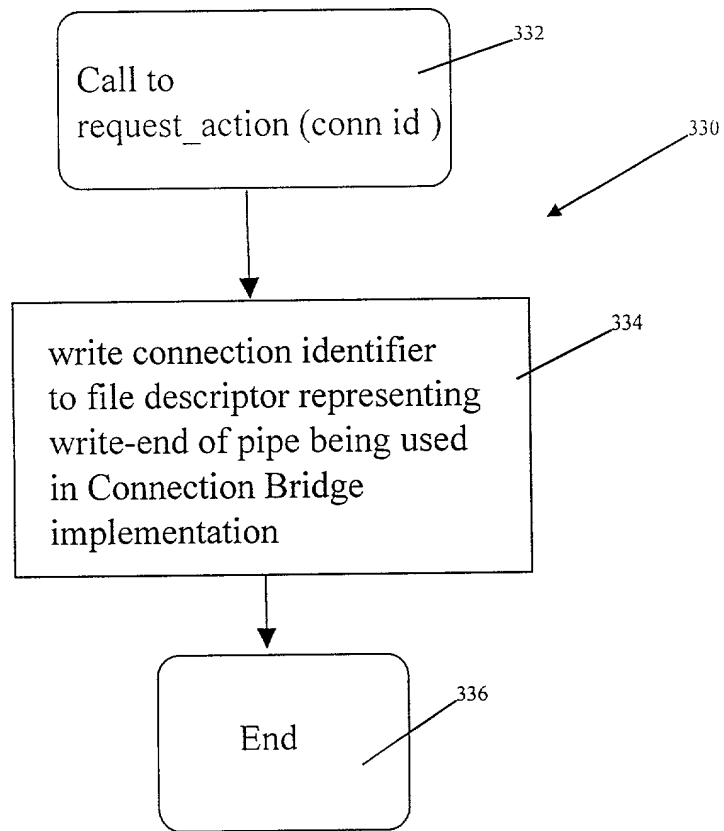 332
Call to
request_action (conn id )
330
334
write connection identifier
to file descriptor representing
write-end of pipe being used
in Connection Bridge
implementation
336
End